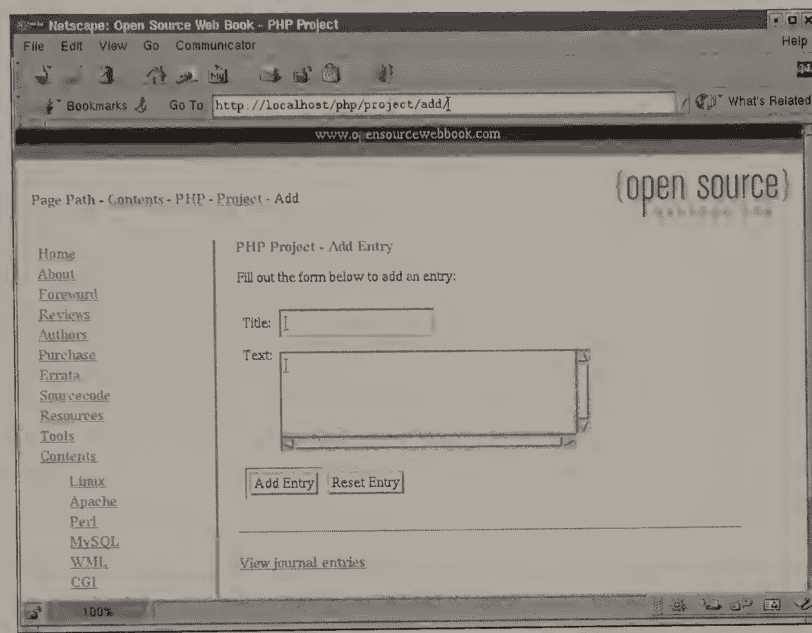 Netscape: Open Source Web Book - PHP Project
File Edit View Go Communicator Help
My
Bookmarks Go To http://localhost/php/project/add/ What's Related
www.opensourcewebbook.com
{open source}
Page Path - Contents - PHP - Project - Add
Home
About
Foreword
Reviews
Authors
Purchase
Errata
Sourcecode
Resources
Tools
Contents
Linux
Apache
Perl
MySQL
WML
CGI
PHP Project - Add Entry
Fill out the form below to add an entry:
Title:
Text:
Add Entry Reset Entry
View journal entries
100%